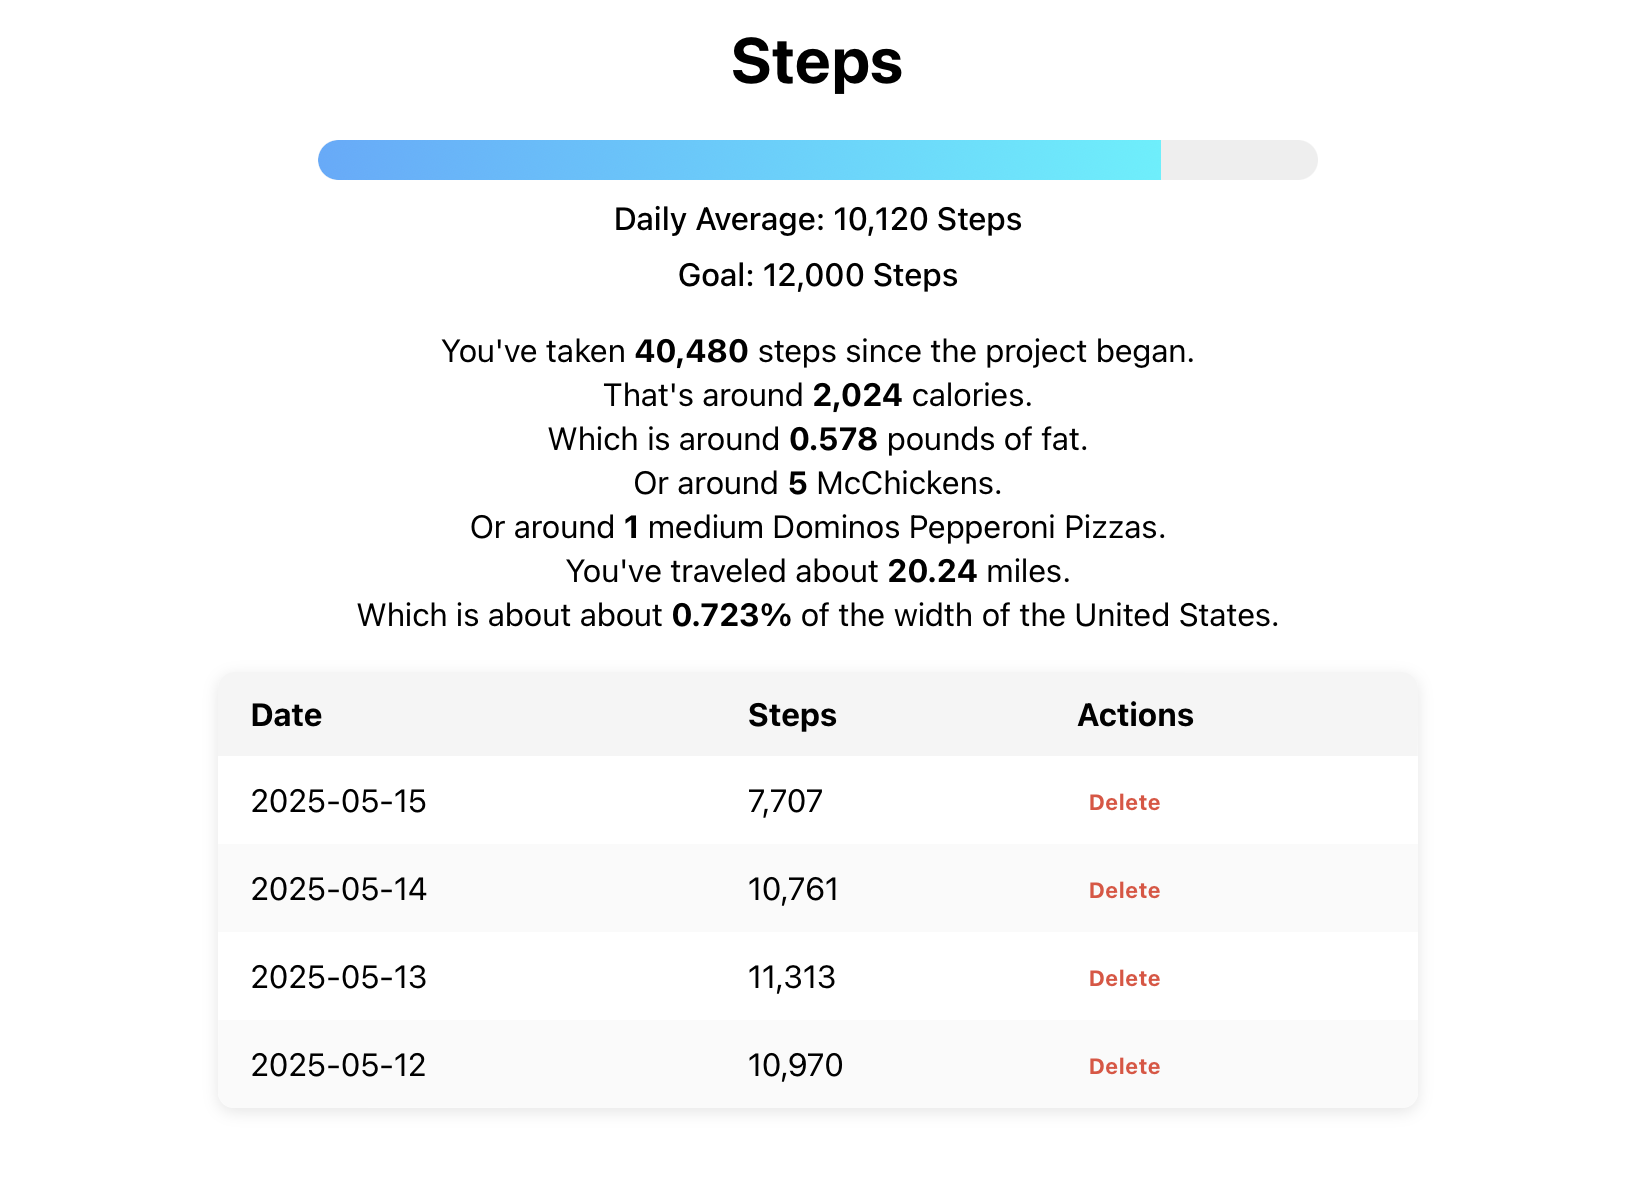 Steps
Daily Average: 10,120 Steps
Goal: 12,000 Steps
You've taken 40,480 steps since the project began.
That's around 2,024 calories.
Which is around 0.578 pounds of fat.
Or around 5 McChickens.
Or around 1 medium Dominos Pepperoni Pizzas.
You've traveled about 20.24 miles.
Which is about about 0.723% of the width of the United States.
Date Steps Actions
2025-05-15 7,707 Delete
2025-05-14 10,761 Delete
2025-05-13 11,313 Delete
2025-05-12 10,970 Delete